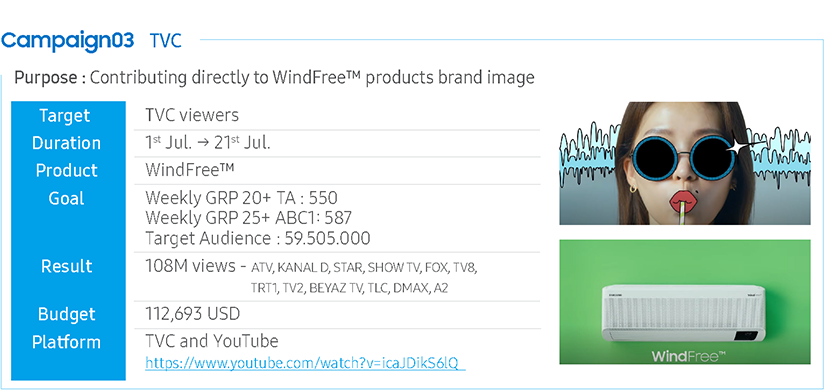 Campaign03 TVC
Purpose : Contributing directly to WindFree™ products brand image
Target TVC viewers
Duration 1st Jul. → 21st Jul.
Product WindFree™
Goal Weekly GRP 20+ TA : 550
Weekly GRP 25+ ABC1: 587
Target Audience : 59.505.000
Result 108M views - ATV, KANAL D, STAR, SHOW TV, FOX, TV8,
TRT1, TV2, BEYAZ TV, TLC, DMAX, A2
Budget 112,693 USD
Platform TVC and YouTube
https://www.youtube.com/watch?v=icaJDikS6lQ
SAMSUNG
WindFree™